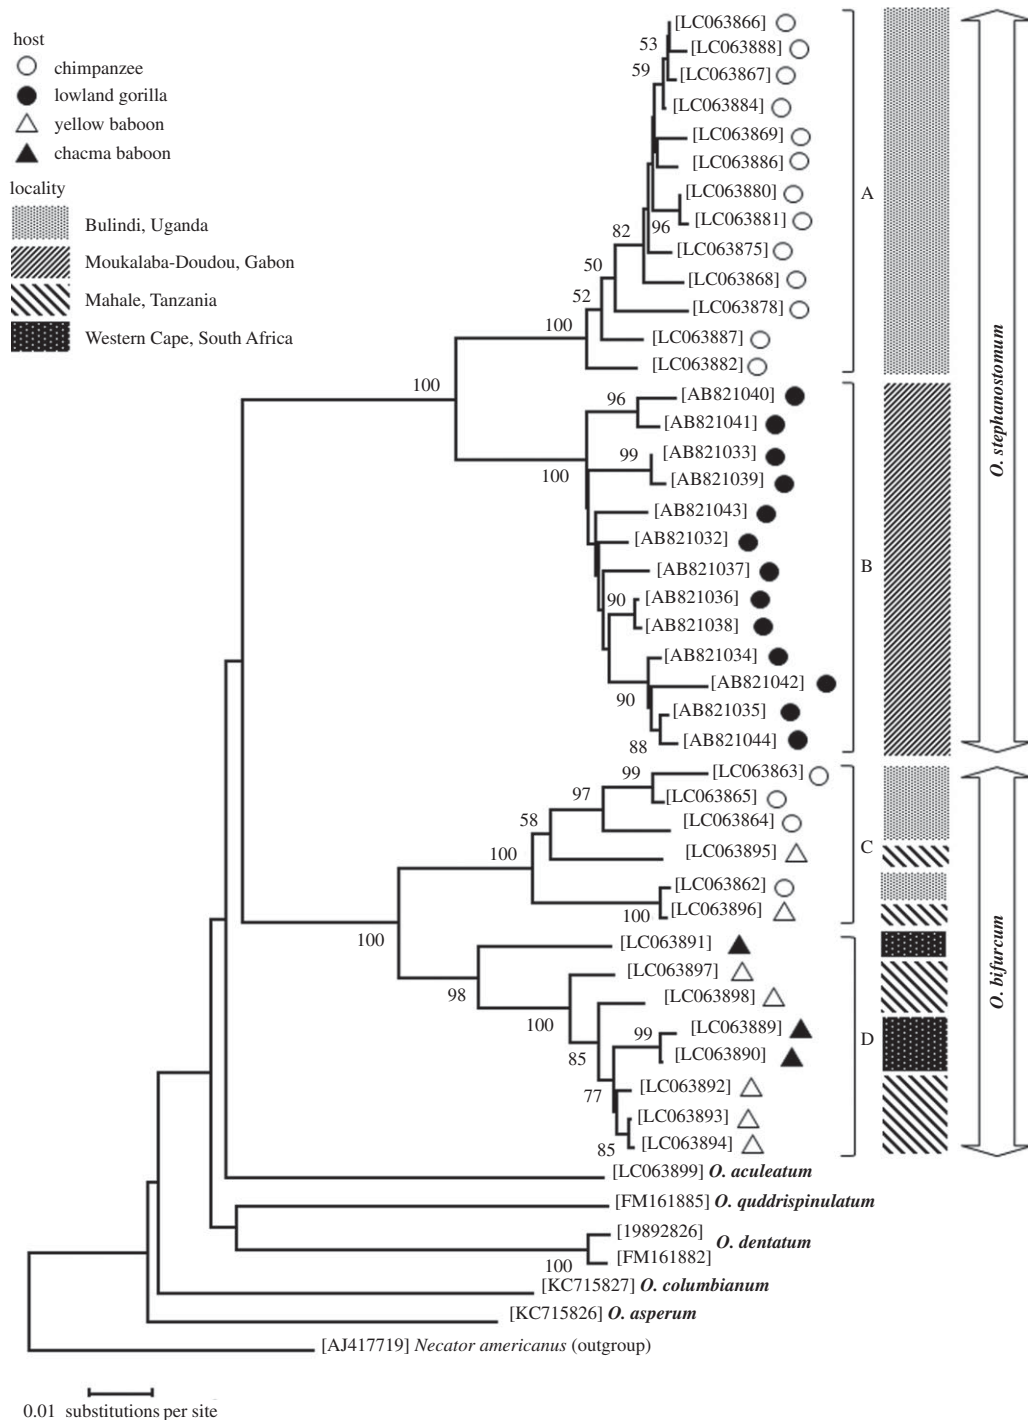 host
chimpanzee
lowland gorilla
yellow baboon
chacma baboon
locality
Bulindi, Uganda
Moukalaba-Doudou, Gabon
Mahale, Tanzania
Western Cape, South Africa
[LC063866]
53
[LC063888]
59
[LC063867]
[LC063884]
[LC063869]
[LC063886]
[LC063880]
A
[LC063881]
82
96
[LC063875]
50
[LC063868]
52
[LC063878]
100
[LC063887]
[LC063882]
100
O. stephanostomum
96
[AB821040]
[AB821041]
99
[AB821033]
100
[AB821039]
[AB821043]
[AB821032]
B
[AB821037]
90
[AB821036]
[AB821038]
[AB821034]
[AB821042]
90
[AB821035]
88
[AB821044]
99
[LC063863]
97
[LC063865]
58
[LC063864]
C
100
[LC063895]
[LC063862]
100
[LC063896]
100
O. bifurcum
[LC063891]
98
[LC063897]
100
[LC063898]
99
[LC063889]
D
85
[LC063890]
77
[LC063892]
[LC063893]
85
[LC063894]
[LC063899] O. aculeatum
[FM161885] O. quddrispinulatum
[19892826]
O. dentatum
100
[FM161882]
[KC715827] O. columbianum
[KC715826] O. asperum
[AJ417719] Necator americanus (outgroup)
0.01 substitutions per site